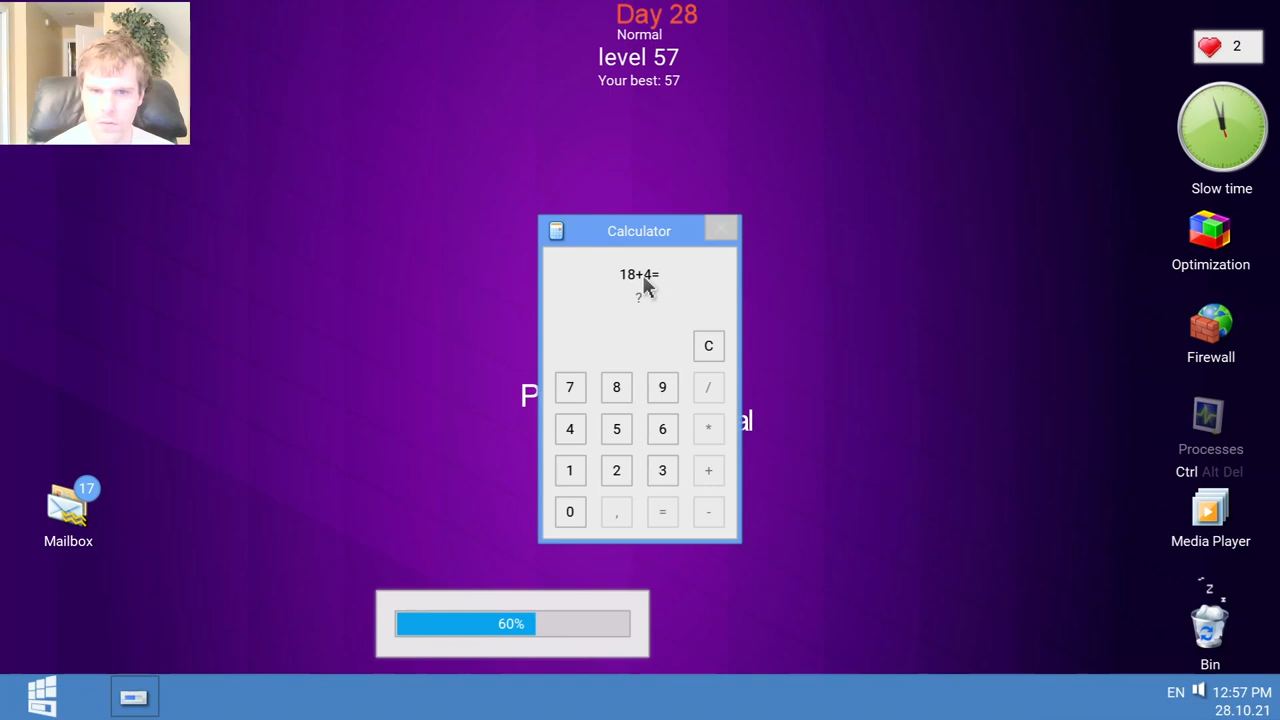 Day 28
Normal
level 57
Your best: 57
2
Slow time
Calculator
18+4=
?
C
7 8 9 /
4 5 6 *
1 2 3 +
0 , = -
P
al
Optimization
Firewall
Processes
Ctrl Alt Del
Media Player
17
Mailbox
60%
z
z
Bin
EN 12:57 PM
28.10.21